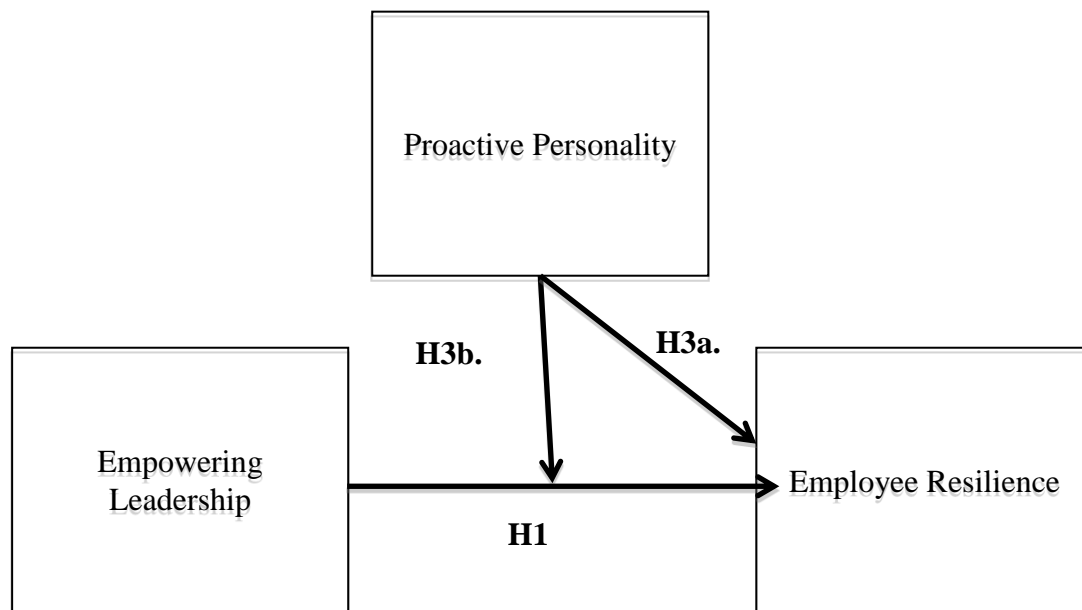 Proactive Personality
H3b.
H3a.
Empowering
Leadership
Employee Resilience
H1